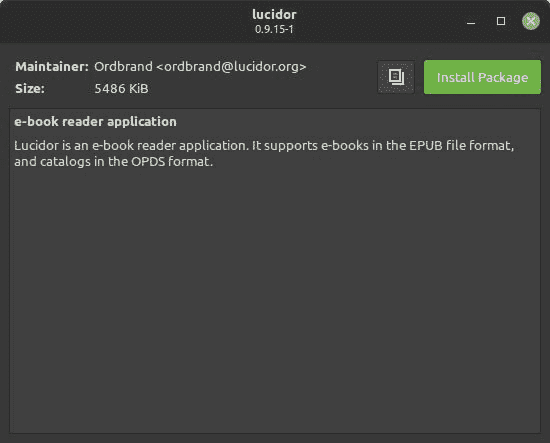 lucidor
0.9.15-1
Maintainer: Ordbrand <ordbrand@lucidor.org>
Size: 5486 KiB
Install Package
e-book reader application
Lucidor is an e-book reader application. It supports e-books in the EPUB file format,
and catalogs in the OPDS format.